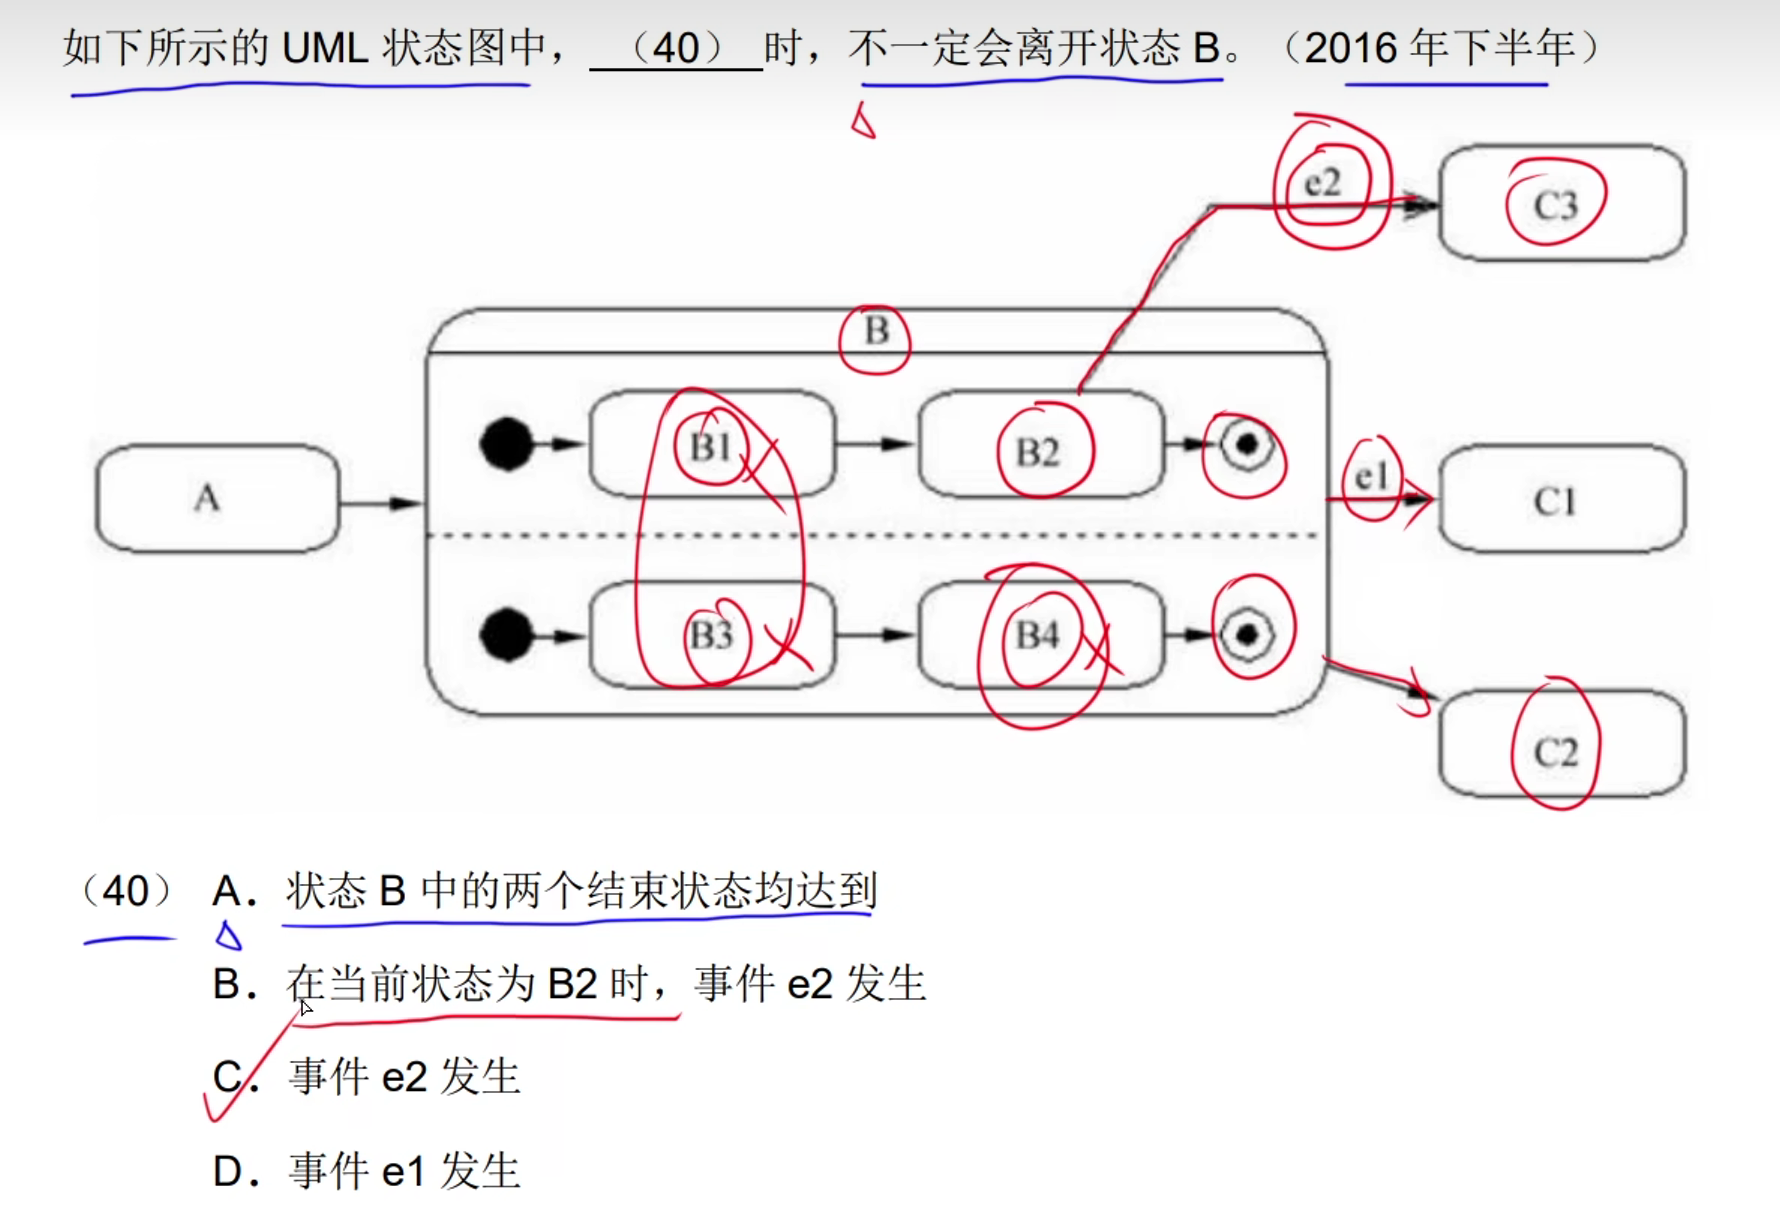 如下所示的 UML 状态图中，（40）时，不一定会离开状态 B。（2016 年下半年）
e2
C3
B
B1
B2
e1
A
C1
B3
B4
C2
（40） A. 状态 B 中的两个结束状态均达到
B. 在当前状态为 B2 时，事件 e2 发生
C. 事件 e2 发生
D. 事件 e1 发生